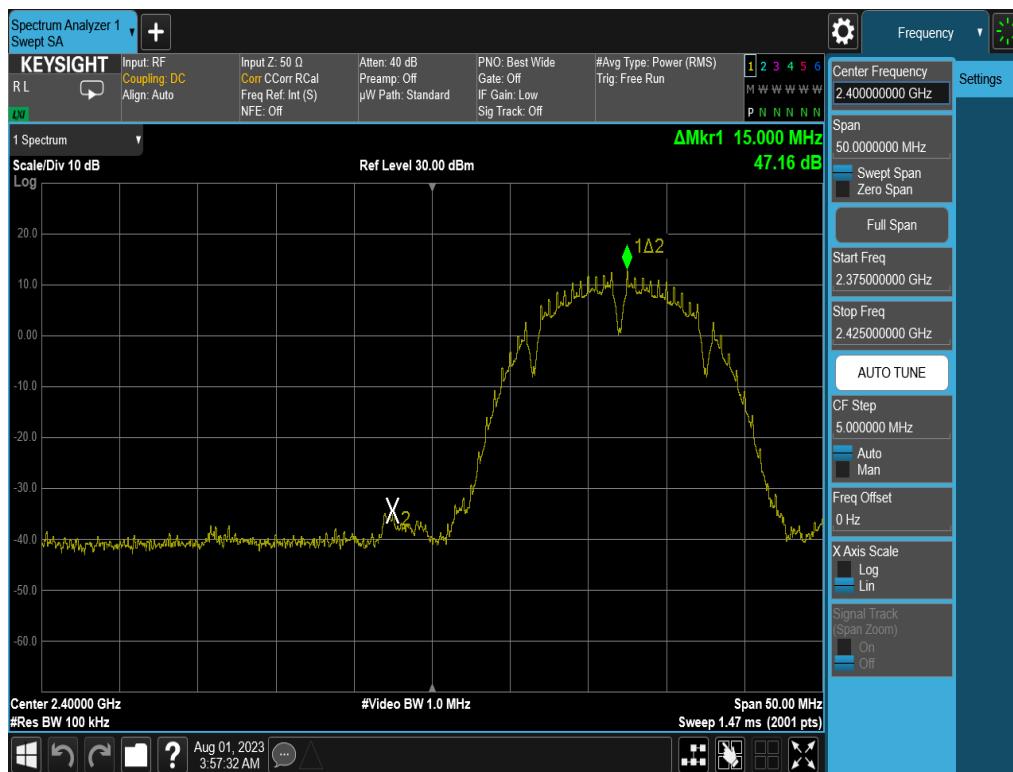 Spectrum Analyzer 1
Swept SA
+
Frequency
KEYSIGHT
R L
LXI
Input: RF
Coupling: DC
Align: Auto
Input Z: 50 Ω
Corr CCorr RCal
Freq Ref: Int (S)
NFE: Off
Atten: 40 dB
Preamp: Off
µW Path: Standard
PNO: Best Wide
Gate: Off
IF Gain: Low
Sig Track: Off
#Avg Type: Power (RMS)
Trig: Free Run
1 2 3 4 5 6
M W W W W W
P N N N N N
Center Frequency
2.400000000 GHz
Settings
1 Spectrum
ΔMkr1 15.000 MHz
47.16 dB
Scale/Div 10 dB
Ref Level 30.00 dBm
Log
20.0
10.0
0.00
-10.0
-20.0
-30.0
-40.0
-50.0
-60.0
1Δ2
X2
Center 2.40000 GHz
#Video BW 1.0 MHz
Span 50.00 MHz
#Res BW 100 kHz
Sweep 1.47 ms (2001 pts)
Span
50.0000000 MHz
Swept Span
Zero Span
Full Span
Start Freq
2.375000000 GHz
Stop Freq
2.425000000 GHz
AUTO TUNE
CF Step
5.000000 MHz
Auto
Man
Freq Offset
0 Hz
X Axis Scale
Log
Lin
Signal Track
(Span Zoom)
On
Off
?
Aug 01, 2023
3:57:32 AM